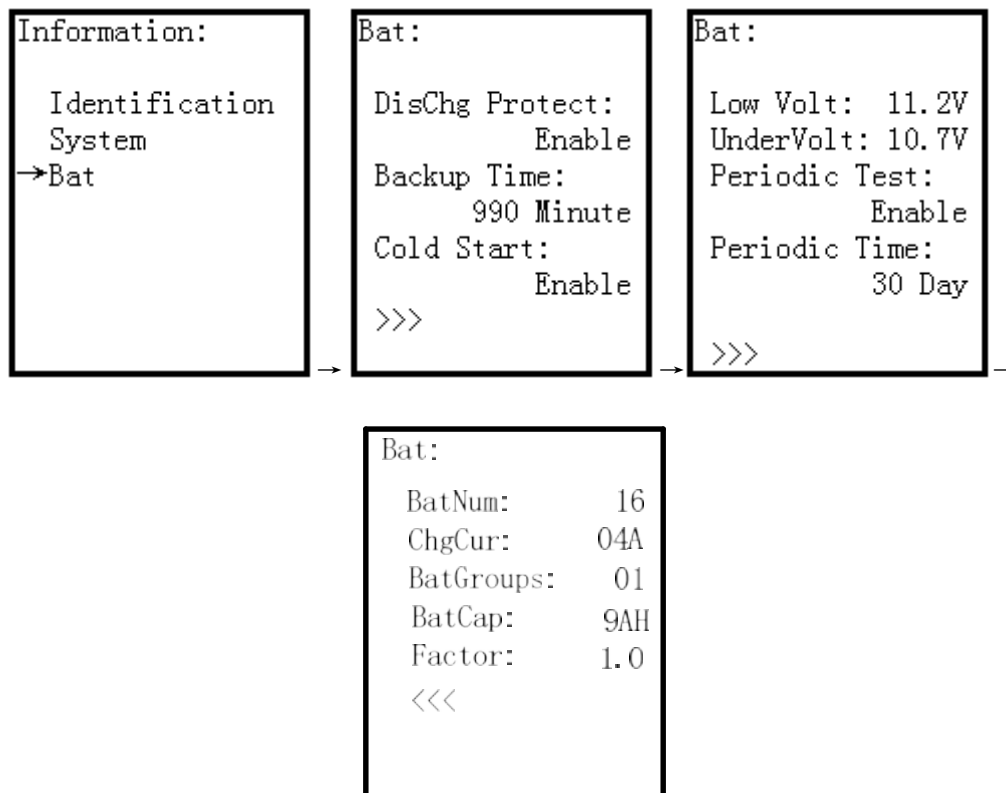 Information:
Identification
System
→Bat
Bat:
DisChg Protect:
Enable
Backup Time:
990 Minute
Cold Start:
Enable
>>>
Bat:
Low Volt: 11.2V
UnderVolt: 10.7V
Periodic Test:
Enable
Periodic Time:
30 Day
>>>
Bat:
BatNum: 16
ChgCur: 04A
BatGroups: 01
BatCap: 9AH
Factor: 1.0
<<<